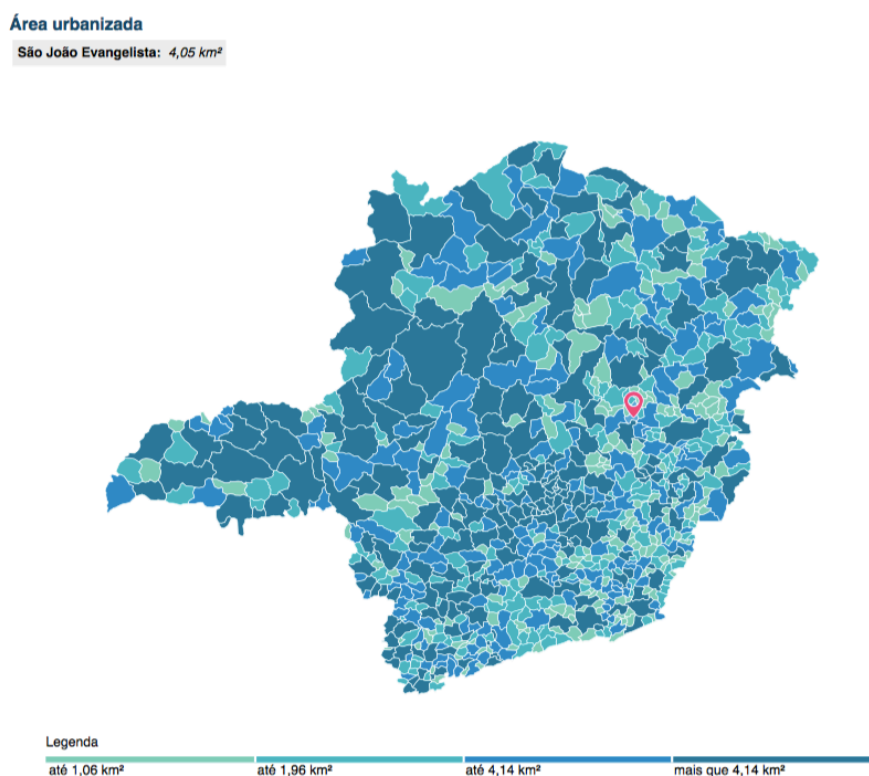 Área urbanizada
São João Evangelista: 4,05 km²
Legenda
até 1,06 km²
até 1,96 km²
até 4,14 km²
mais que 4,14 km²